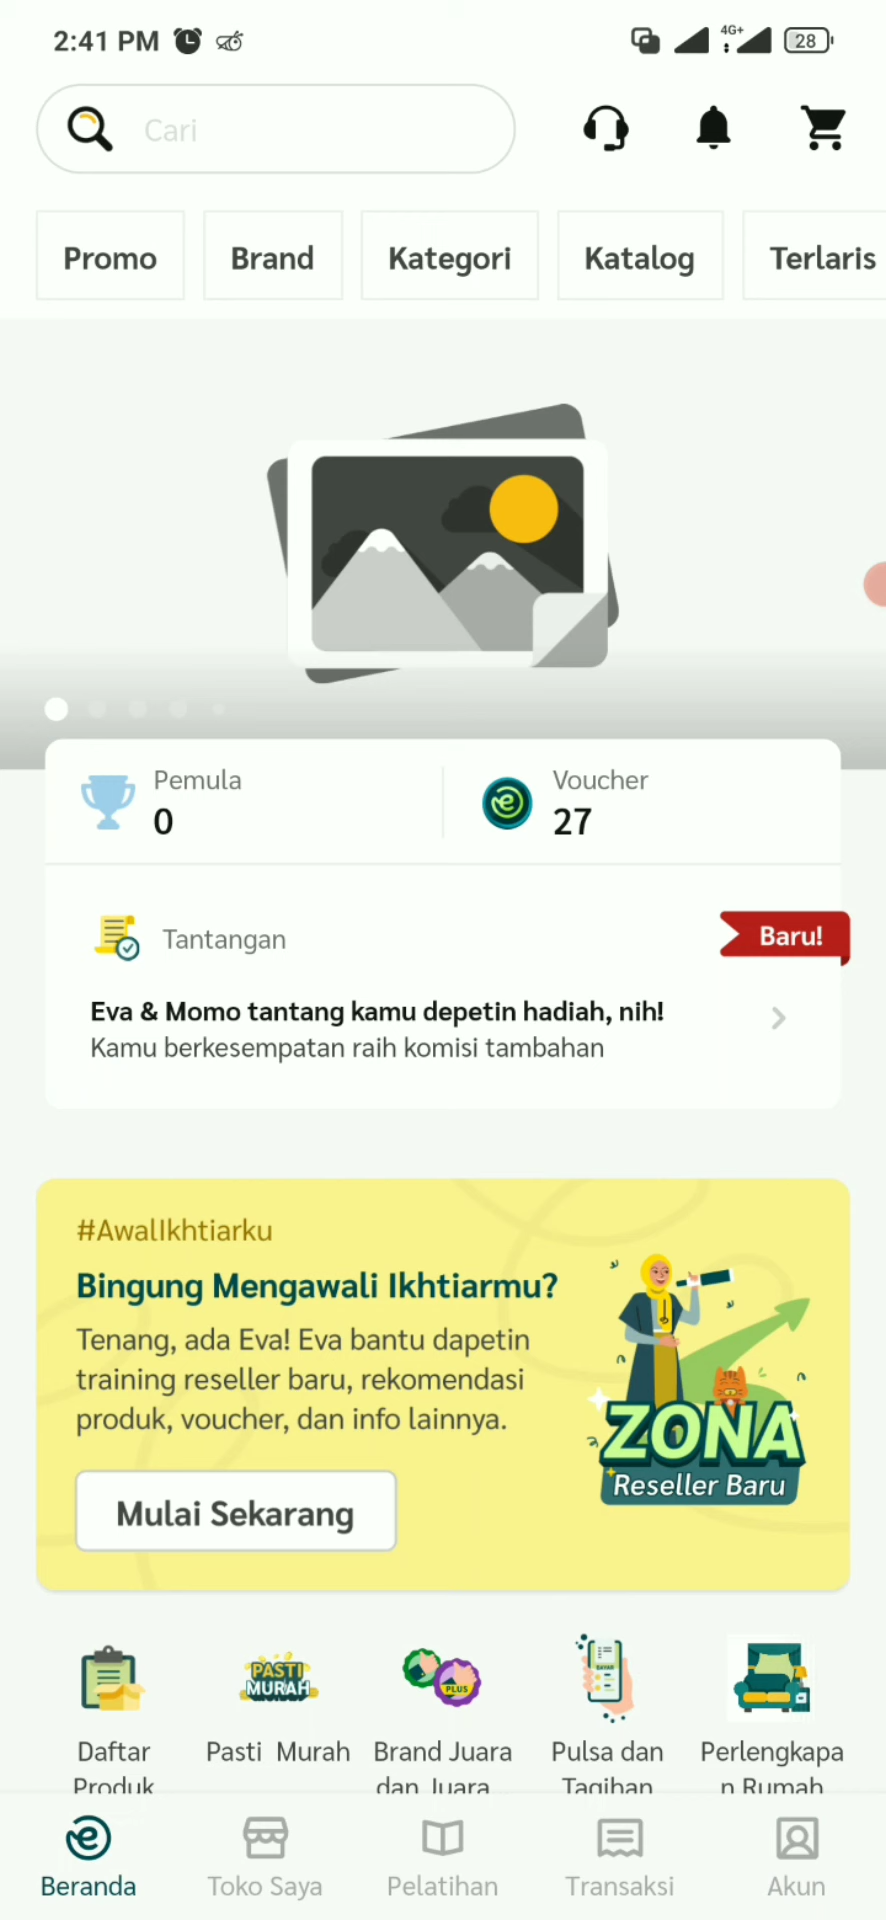 2:41 PM
4G+
28
Cari
Promo
Brand
Kategori
Katalog
Terlaris
Pemula
0
Voucher
27
Tantangan
Baru!
Eva & Momo tantang kamu depetin hadiah, nih!
Kamu berkesempatan raih komisi tambahan
#AwalIkhtiarku
Bingung Mengawali Ikhtiarmu?
Tenang, ada Eva! Eva bantu dapetin
training reseller baru, rekomendasi
produk, voucher, dan info lainnya.
Mulai Sekarang
ZONA
Reseller Baru
PASTI
MURAH
PLUS
BAYAR
Daftar
Produk
Pasti Murah
Brand Juara
dan Juara...
Pulsa dan
Tagihan
Perlengkapa
n Rumah
Beranda
Toko Saya
Pelatihan
Transaksi
Akun